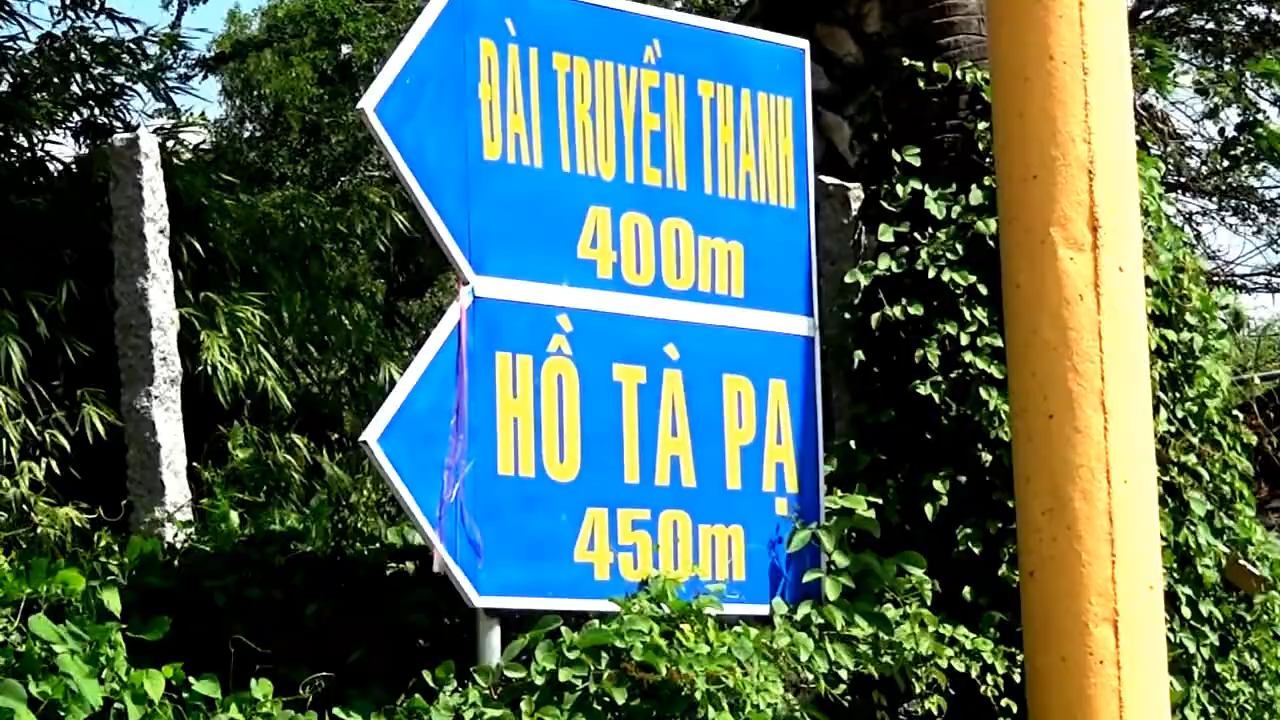 ĐÀI TRUYỀN THANH
400m
HỒ TÀ PẠ
450m